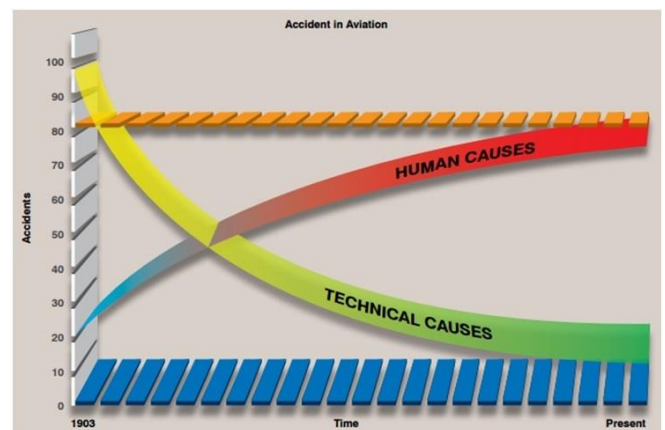 Accident in Aviation
Accidents
100
90
80
70
60
50
40
30
20
10
0
HUMAN CAUSES
TECHNICAL CAUSES
1903
Time
Present